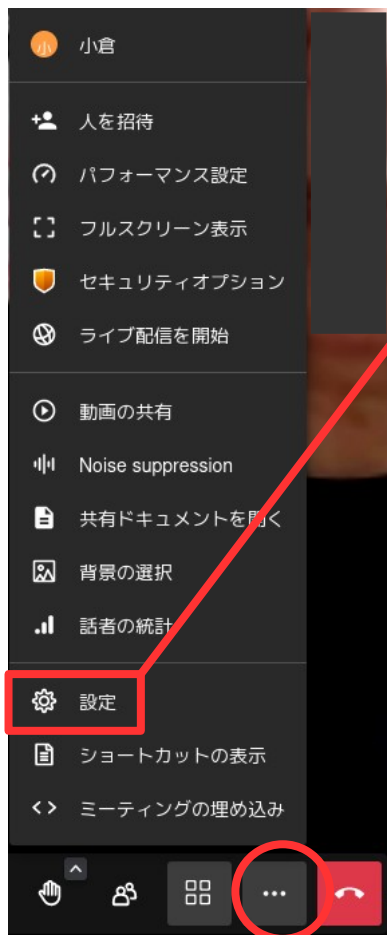 小 小倉
人を招待
パフォーマンス設定
フルスクリーン表示
セキュリティオプション
ライブ配信を開始
動画の共有
Noise suppression
共有ドキュメントを開く
背景の選択
話者の統計
設定
ショートカットの表示
ミーティングの埋め込み